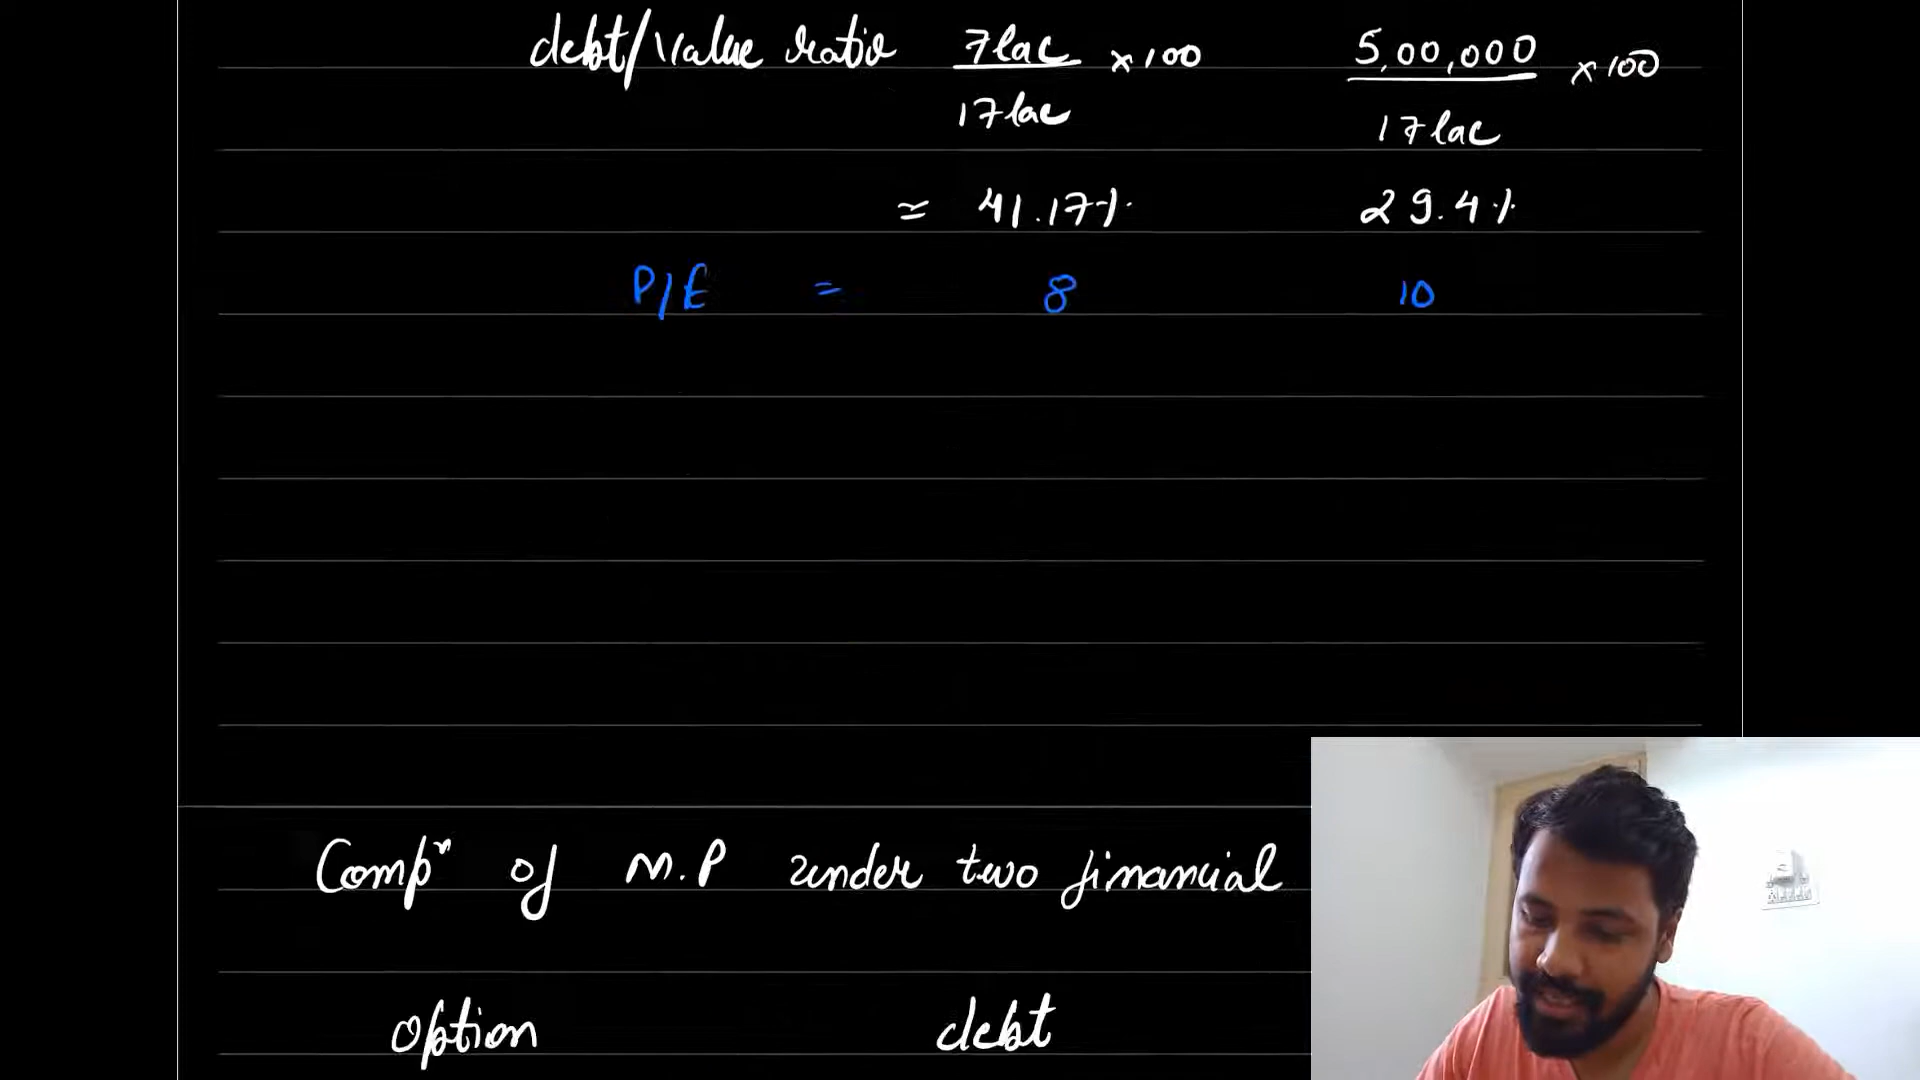 debt/Value ratio 7lac × 100 5,00,000 × 100
17lac 17lac
≃ 41.17% 29.4%
P/E = 8 10
Compⁿ of M.P under two financial
option debt